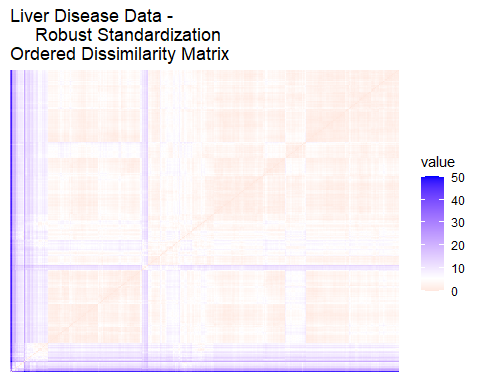 Liver Disease Data -
Robust Standardization
Ordered Dissimilarity Matrix
value
50
40
30
20
10
0